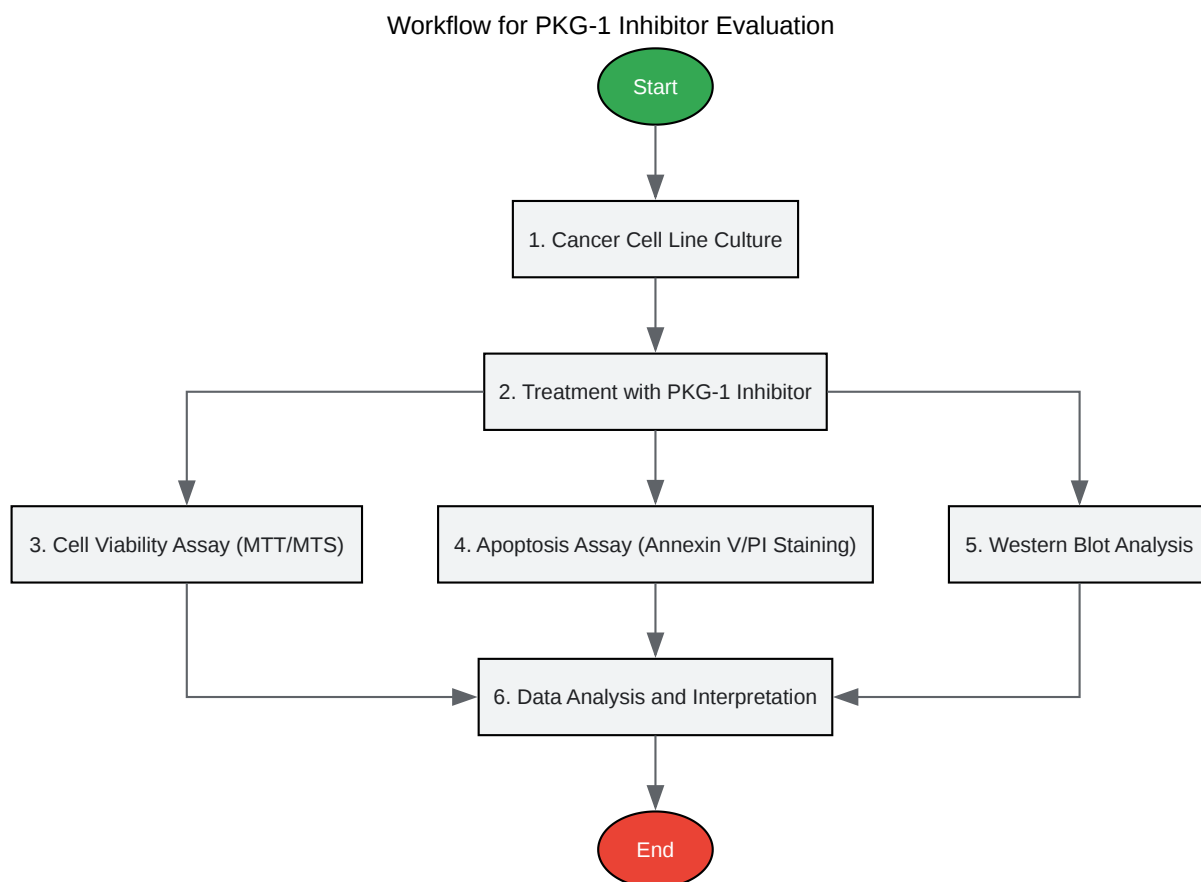 Workflow for PKG-1 Inhibitor Evaluation
Start
1. Cancer Cell Line Culture
2. Treatment with PKG-1 Inhibitor
3. Cell Viability Assay (MTT/MTS)
4. Apoptosis Assay (Annexin V/PI Staining)
5. Western Blot Analysis
6. Data Analysis and Interpretation
End